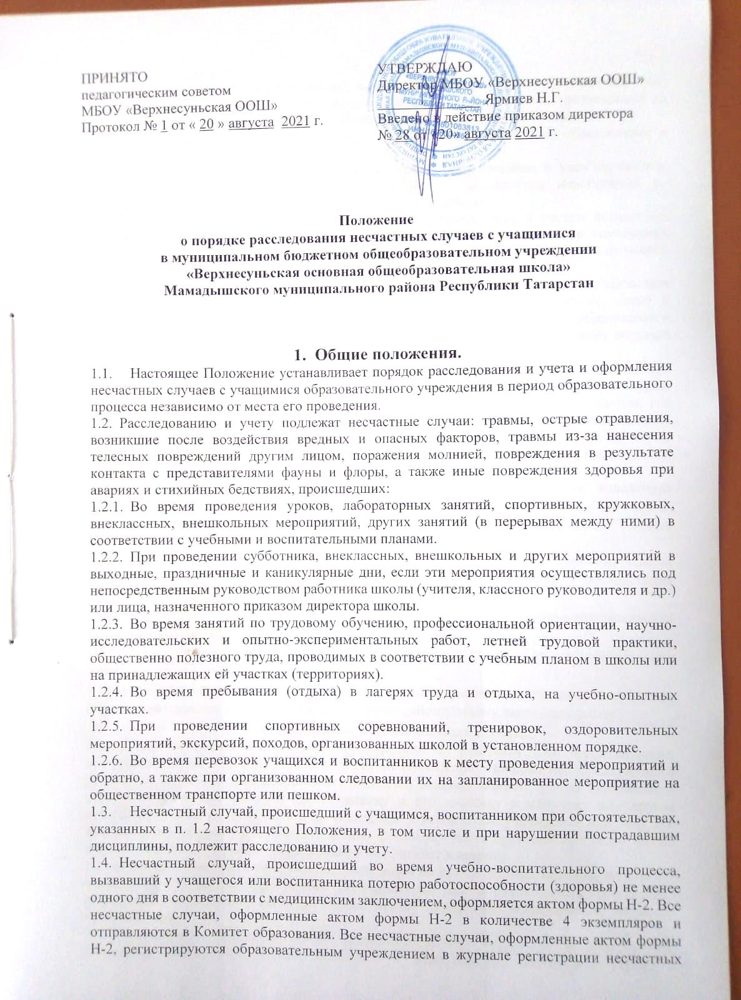 ПРИНЯТО
педагогическим советом
МБОУ «Верхнесуньская ООШ»
Протокол № 1 от « 20 » августа 2021 г.
УТВЕРЖДАЮ
Директор МБОУ «Верхнесуньская ООШ»
Ярмиев Н.Г.
Введено в действие приказом директора
№ 28 от «20» августа 2021 г.
Положение
о порядке расследования несчастных случаев с учащимися
в муниципальном бюджетном общеобразовательном учреждении
«Верхнесуньская основная общеобразовательная школа»
Мамадышского муниципального района Республики Татарстан
1. Общие положения.
1.1. Настоящее Положение устанавливает порядок расследования и учета и оформления
несчастных случаев с учащимися образовательного учреждения в период образовательного
процесса независимо от места его проведения.
1.2. Расследованию и учету подлежат несчастные случаи: травмы, острые отравления,
возникшие после воздействия вредных и опасных факторов, травмы из-за нанесения
телесных повреждений другим лицом, поражения молнией, повреждения в результате
контакта с представителями фауны и флоры, а также иные повреждения здоровья при
авариях и стихийных бедствиях, происшедших:
1.2.1. Во время проведения уроков, лабораторных занятий, спортивных, кружковых,
внеклассных, внешкольных мероприятий, других занятий (в перерывах между ними) в
соответствии с учебными и воспитательными планами.
1.2.2. При проведении субботника, внеклассных, внешкольных и других мероприятий в
выходные, праздничные и каникулярные дни, если эти мероприятия осуществлялись под
непосредственным руководством работника школы (учителя, классного руководителя и др.)
или лица, назначенного приказом директора школы.
1.2.3. Во время занятий по трудовому обучению, профессиональной ориентации, научно-
исследовательских и опытно-экспериментальных работ, летней трудовой практики,
общественно полезного труда, проводимых в соответствии с учебным планом в школы или
на принадлежащих ей участках (территориях).
1.2.4. Во время пребывания (отдыха) в лагерях труда и отдыха, на учебно-опытных
участках.
1.2.5. При проведении спортивных соревнований, тренировок, оздоровительных
мероприятий, экскурсий, походов, организованных школой в установленном порядке.
1.2.6. Во время перевозок учащихся и воспитанников к месту проведения мероприятий и
обратно, а также при организованном следовании их на запланированное мероприятие на
общественном транспорте или пешком.
1.3. Несчастный случай, происшедший с учащимся, воспитанником при обстоятельствах,
указанных в п. 1.2 настоящего Положения, в том числе и при нарушении пострадавшим
дисциплины, подлежит расследованию и учету.
1.4. Несчастный случай, происшедший во время учебно-воспитательного процесса,
вызвавший у учащегося или воспитанника потерю работоспособности (здоровья) не менее
одного дня в соответствии с медицинским заключением, оформляется актом формы Н-2. Все
несчастные случаи, оформленные актом формы Н-2 в количестве 4 экземпляров и
отправляются в Комитет образования. Все несчастные случаи, оформленные актом формы
Н-2, регистрируются образовательным учреждением в журнале регистрации несчастных